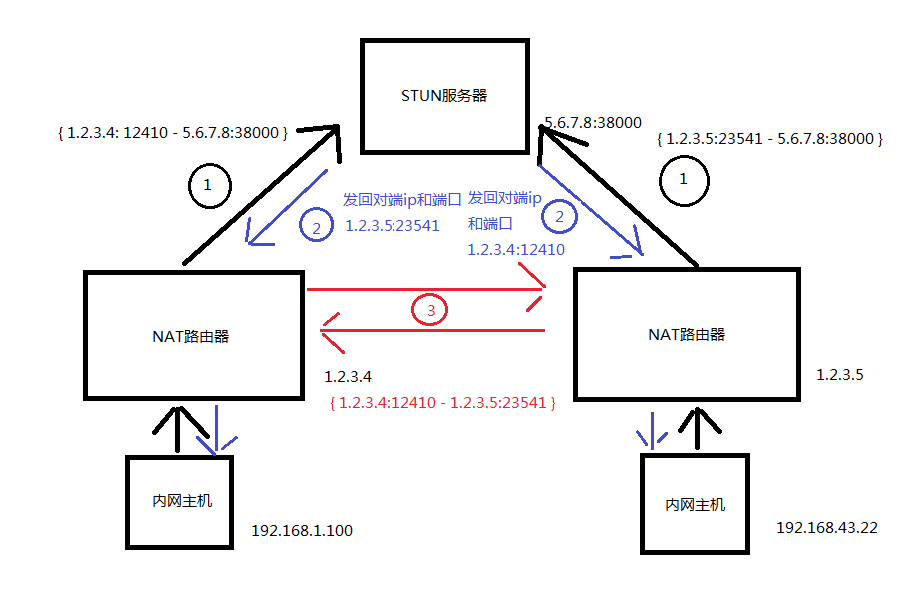 STUN服务器
5.6.7.8:38000
{ 1.2.3.4: 12410 - 5.6.7.8:38000 }
{ 1.2.3.5:23541 - 5.6.7.8:38000 }
1
1
发回对端ip和端口
1.2.3.5:23541
2
发回对端ip
和端口
1.2.3.4:12410
2
3
NAT路由器
NAT路由器
1.2.3.4
1.2.3.5
{ 1.2.3.4:12410 - 1.2.3.5:23541 }
内网主机
192.168.1.100
内网主机
192.168.43.22